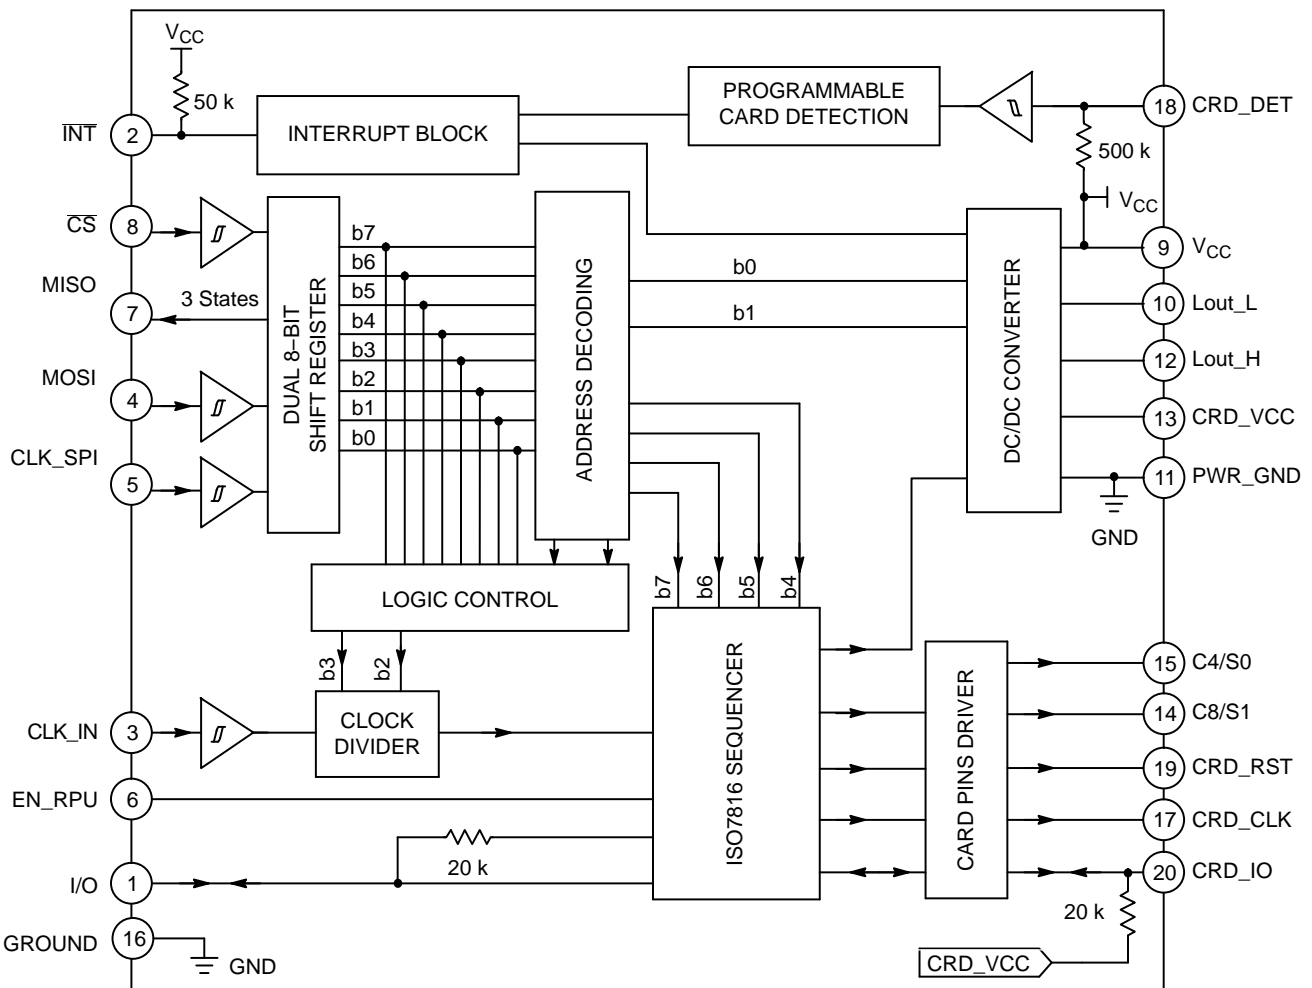 V_CC
50 k
INT
2
INTERRUPT BLOCK
PROGRAMMABLE
CARD DETECTION
18
CRD_DET
500 k
V_CC
CS
8
MISO
7
3 States
MOSI
4
CLK_SPI
5
DUAL 8–BIT
SHIFT REGISTER
b7
b6
b5
b4
b3
b2
b1
b0
ADDRESS DECODING
b0
b1
DC/DC CONVERTER
9
V_CC
10
Lout_L
12
Lout_H
13
CRD_VCC
11
PWR_GND
GND
LOGIC CONTROL
b7
b6
b5
b4
b3
b2
CLK_IN
3
CLOCK
DIVIDER
EN_RPU
6
20 k
I/O
1
GROUND
16
GND
ISO7816 SEQUENCER
CARD PINS DRIVER
15
C4/S0
14
C8/S1
19
CRD_RST
17
CRD_CLK
20
CRD_IO
20 k
CRD_VCC